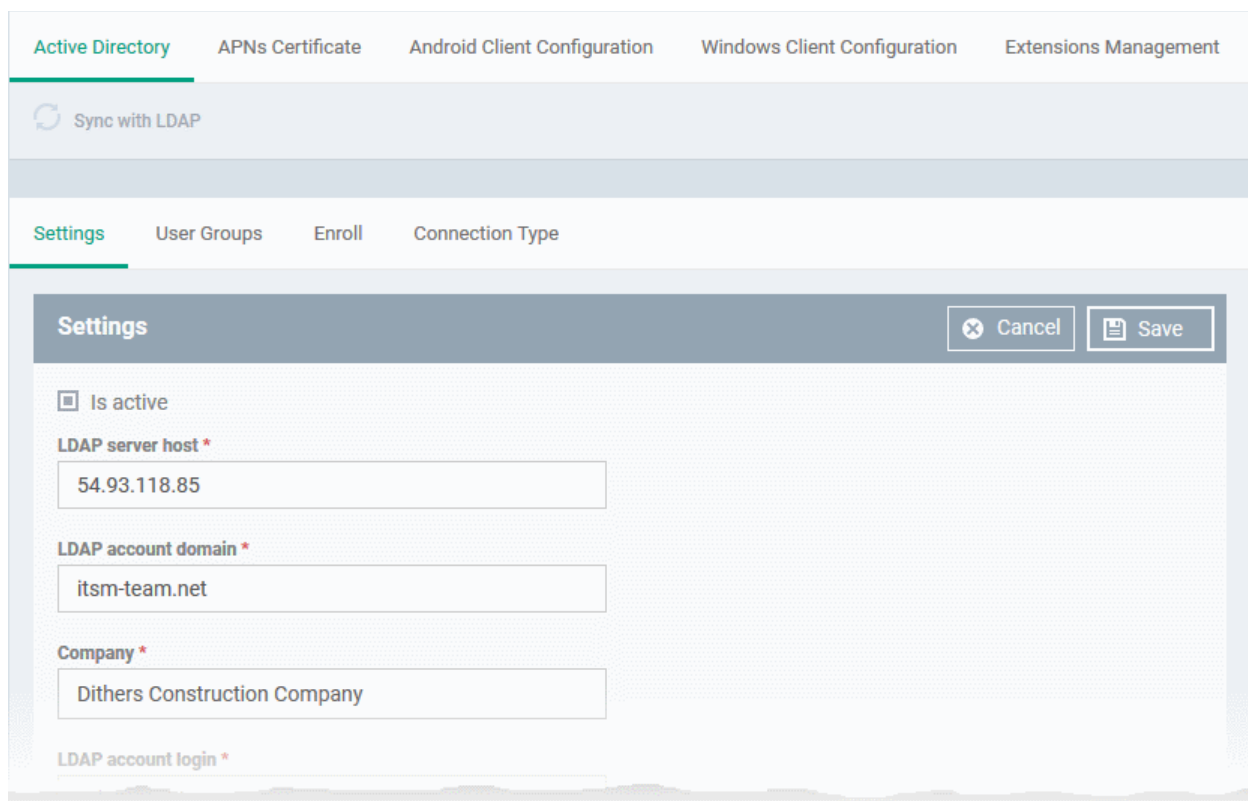 Active Directory APNs Certificate Android Client Configuration Windows Client Configuration Extensions Management
Sync with LDAP
Settings User Groups Enroll Connection Type
Settings Cancel Save
Is active
LDAP server host *
54.93.118.85
LDAP account domain *
itsm-team.net
Company *
Dithers Construction Company
LDAP account login *